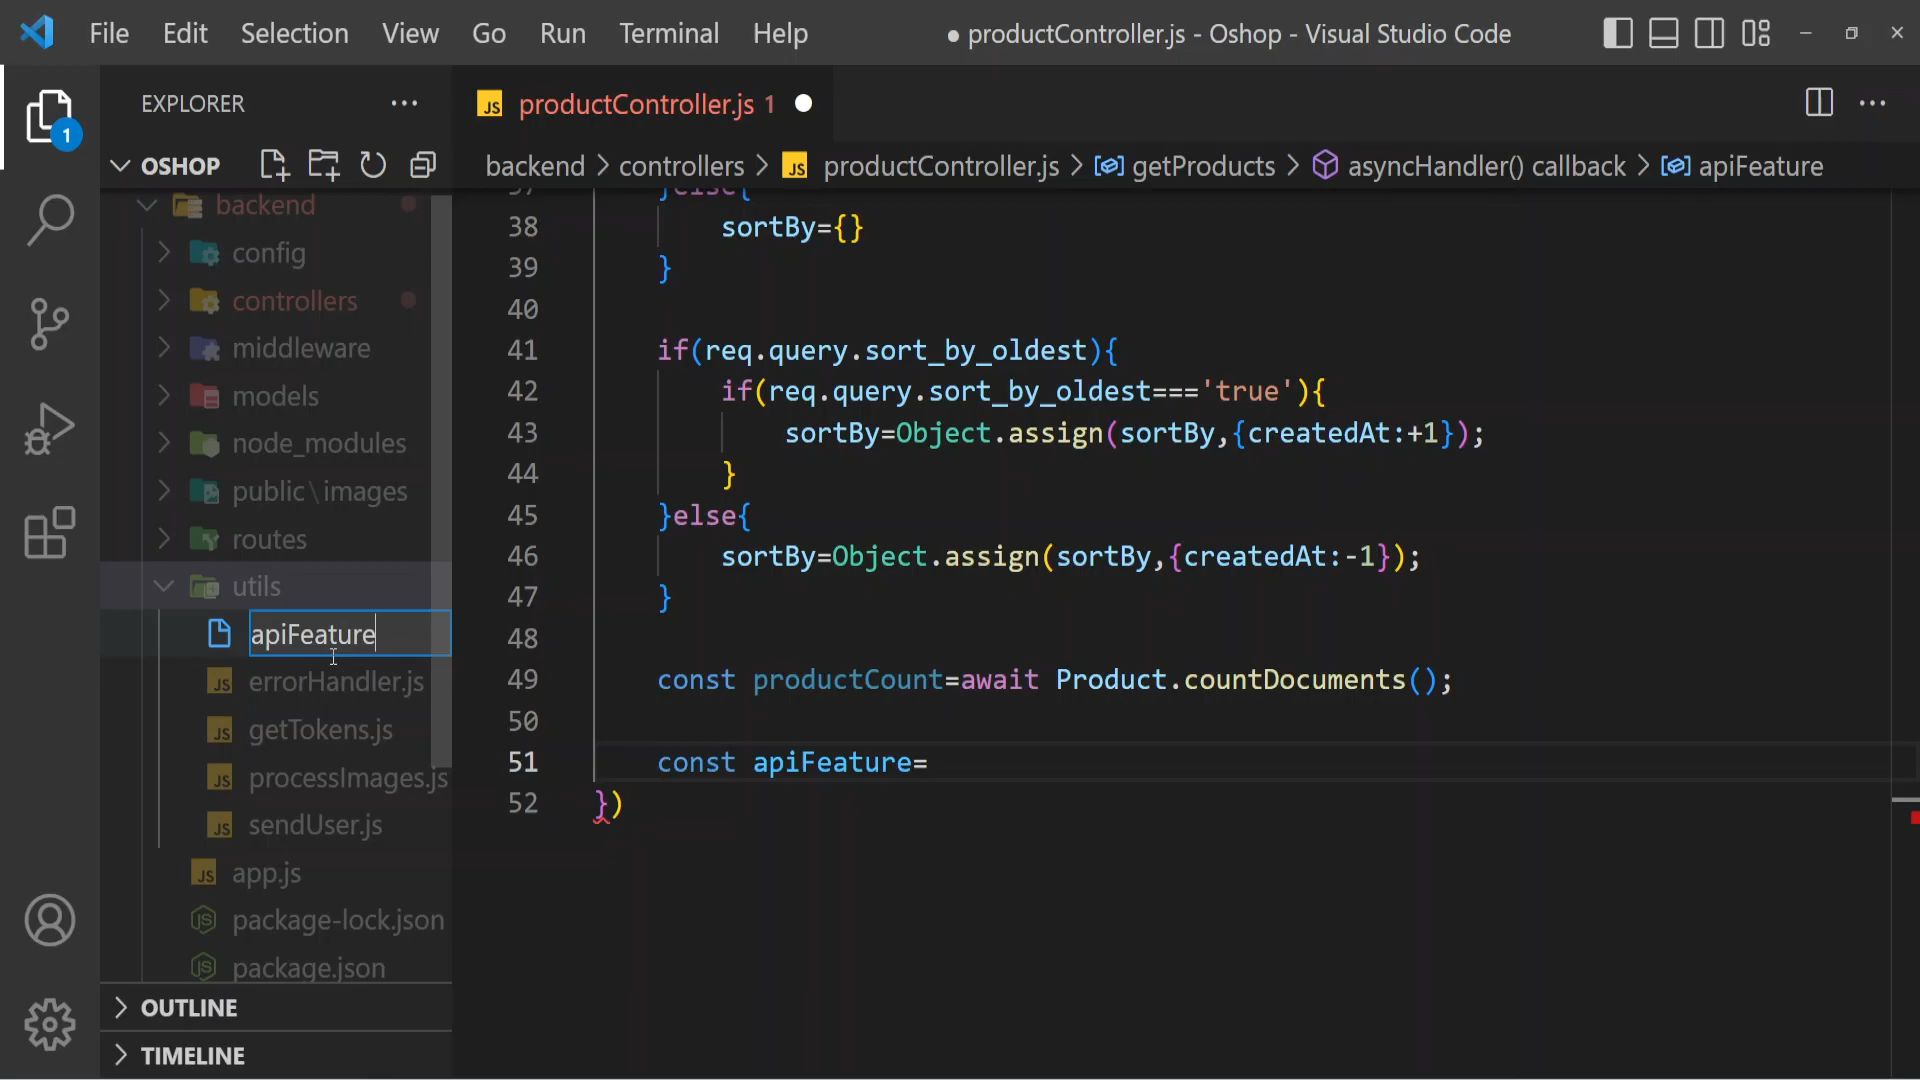 File Edit Selection View Go Run Terminal Help
● productController.js - Oshop - Visual Studio Code
EXPLORER
1
OSHOP
backend
config
controllers
middleware
models
node_modules
public\images
routes
utils
apiFeature
errorHandler.js
getTokens.js
processImages.js
sendUser.js
app.js
package-lock.json
package.json
OUTLINE
TIMELINE
JS productController.js 1
backend > controllers > JS productController.js > getProducts > asyncHandler() callback > apiFeature
37 }else{
38 sortBy={}
39 }
40
41 if(req.query.sort_by_oldest){
42 if(req.query.sort_by_oldest==='true'){
43 sortBy=Object.assign(sortBy,{createdAt:+1});
44 }
45 }else{
46 sortBy=Object.assign(sortBy,{createdAt:-1});
47 }
48
49 const productCount=await Product.countDocuments();
50
51 const apiFeature=
52 })